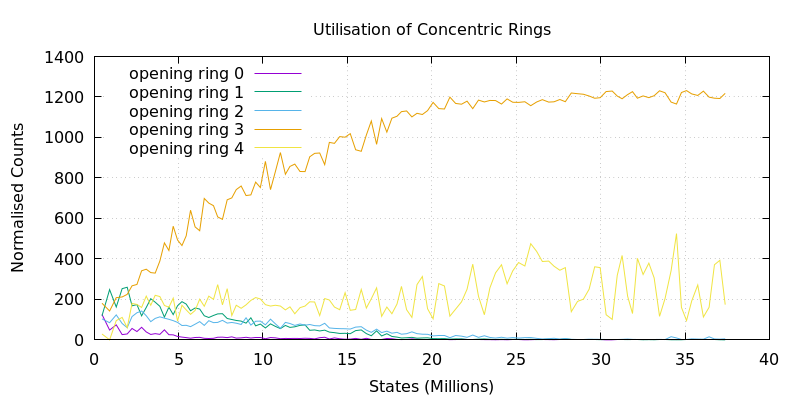 Utilisation of Concentric Rings
1400
1200
1000
800
600
400
200
0
Normalised Counts
opening ring 0
opening ring 1
opening ring 2
opening ring 3
opening ring 4
0 5 10 15 20 25 30 35 40
States (Millions)